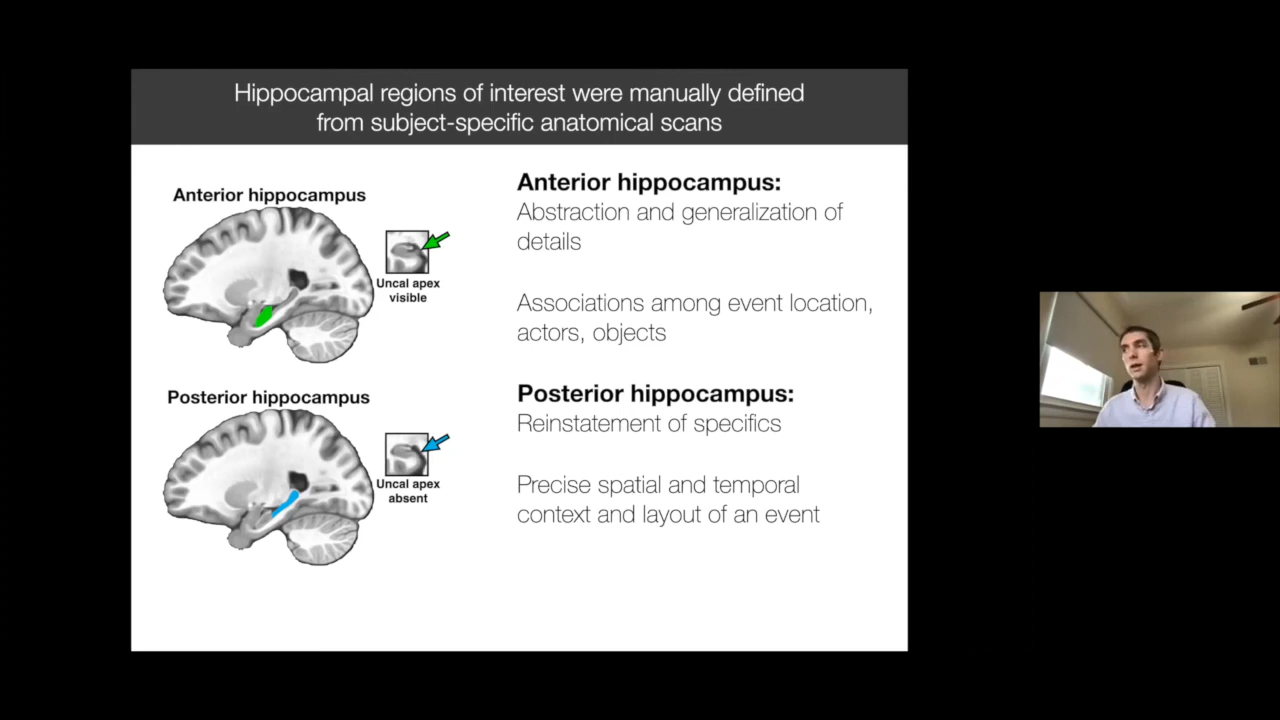 Hippocampal regions of interest were manually defined
from subject-specific anatomical scans
Anterior hippocampus
Uncal apex
visible
Posterior hippocampus
Uncal apex
absent
Anterior hippocampus:
Abstraction and generalization of
details
Associations among event location,
actors, objects
Posterior hippocampus:
Reinstatement of specifics
Precise spatial and temporal
context and layout of an event